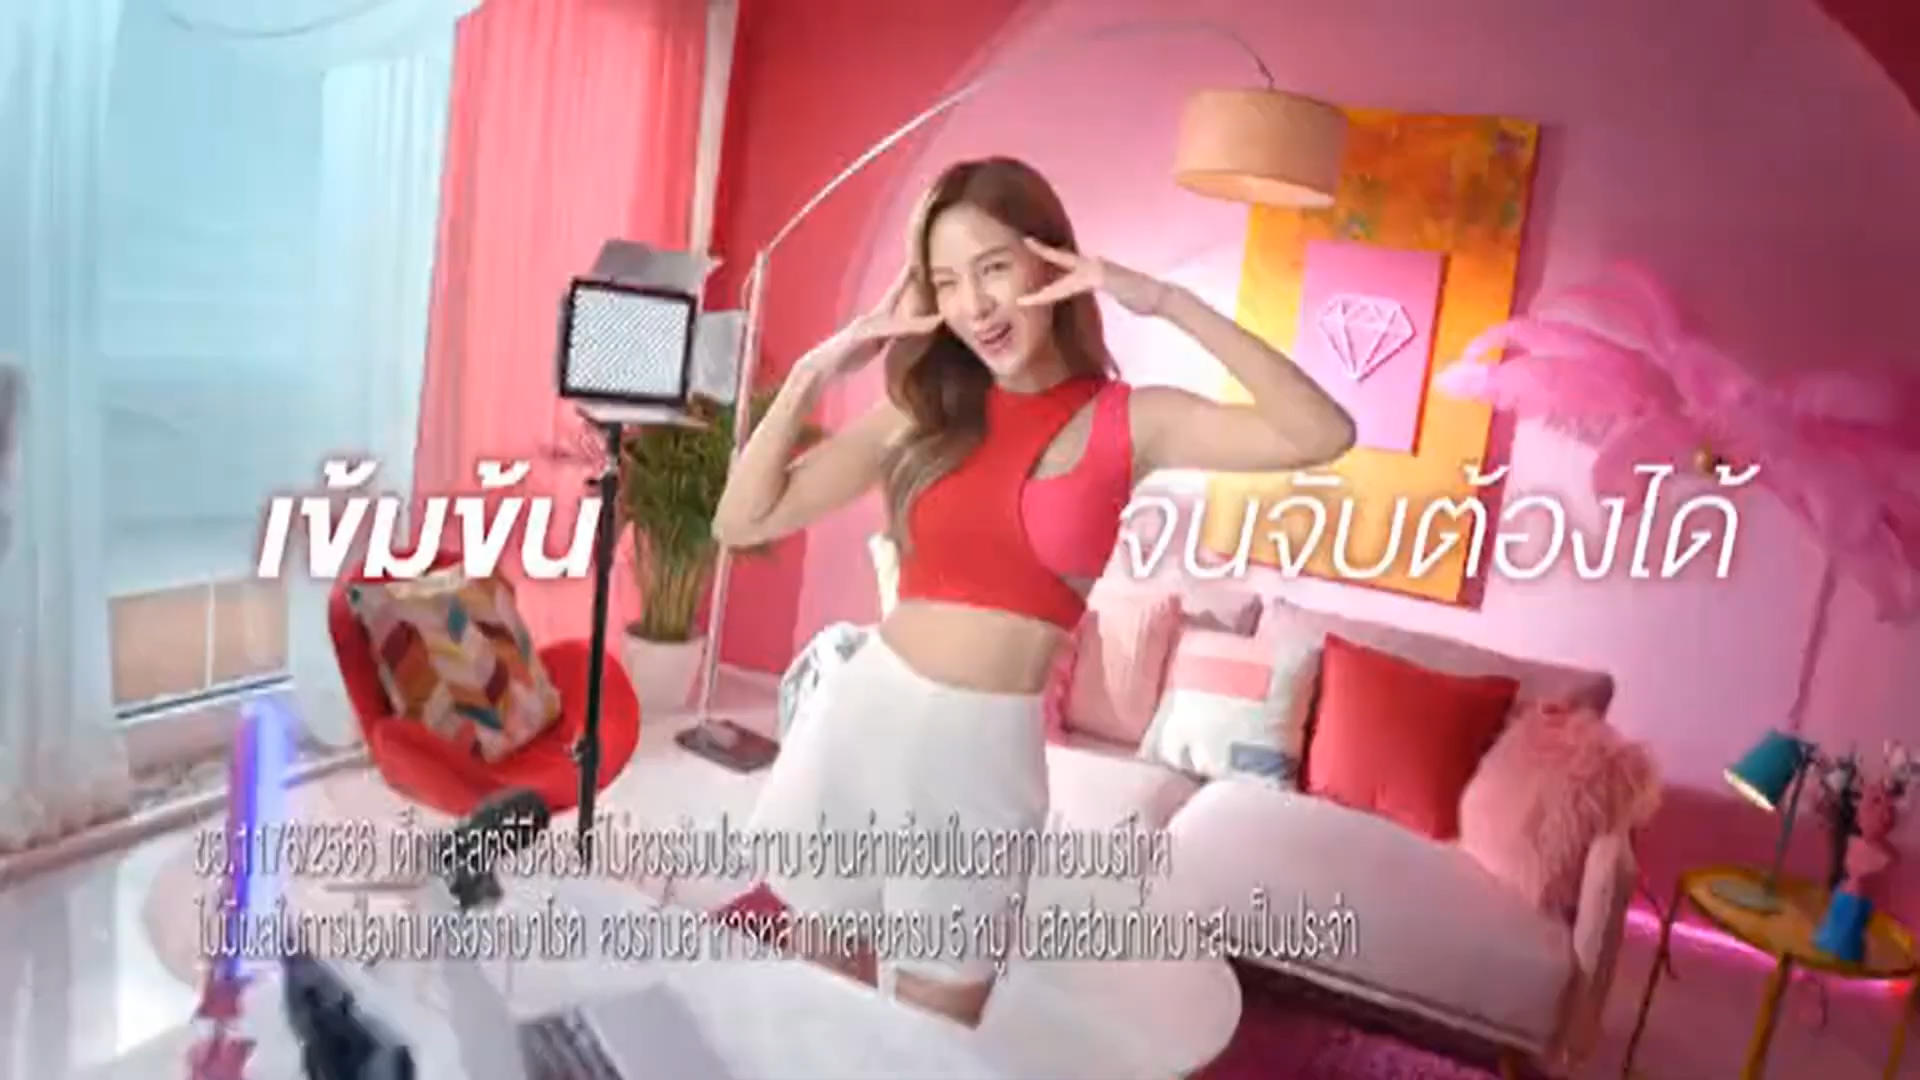 เข้มข้น จนจับต้องได้
ฆอ.1176/2566 เด็กและสตรีมีครรภ์ไม่ควรรับประทาน อ่านคำเตือนในฉลากก่อนบริโภค
ไม่มีผลในการป้องกันหรือรักษาโรค ควรกินอาหารหลากหลายครบ 5 หมู่ ในสัดส่วนที่เหมาะสมเป็นประจำ